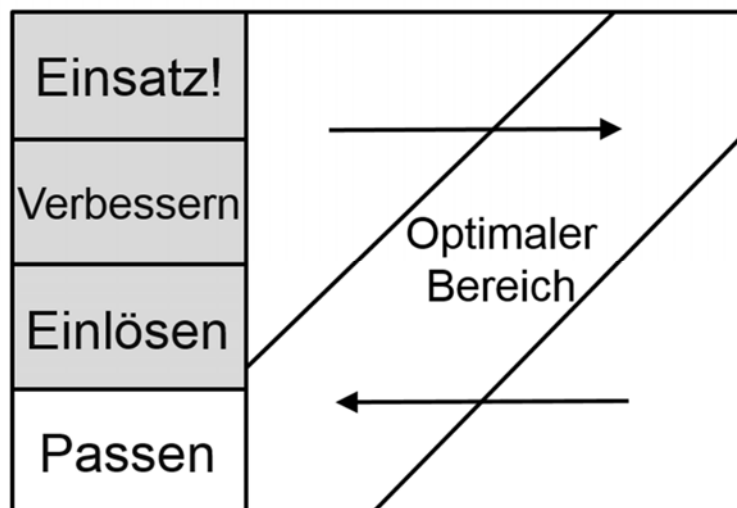 Einsatz!
Verbessern
Einlösen
Passen
Optimaler
Bereich